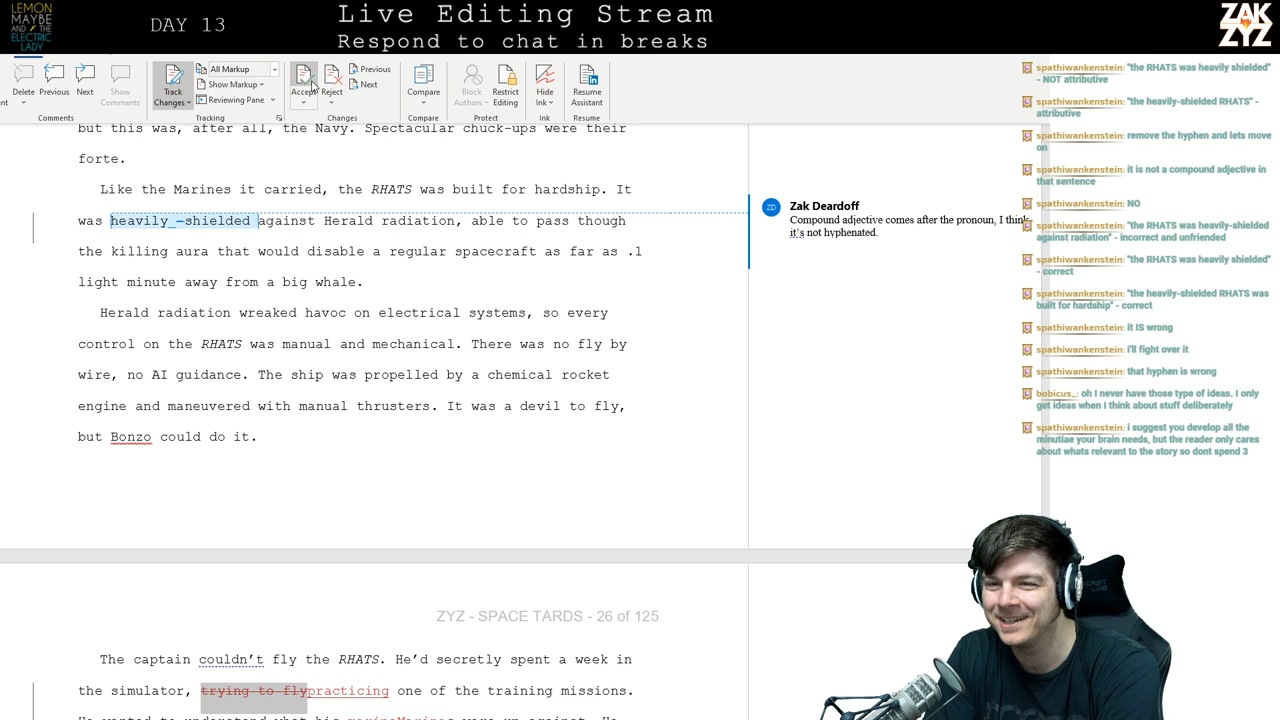 LEMON
MAYBE
AND THE
ELECTRIC
LADY
DAY 13
Live Editing Stream
Respond to chat in breaks
ZAK
ZYZ
Delete
Previous
Next
Show
Comments
Comments
Track
Changes
All Markup
Show Markup
Reviewing Pane
Tracking
Accept
Reject
Previous
Next
Changes
Compare
Compare
Block
Authors
Restrict
Editing
Protect
Hide
Ink
Ink
Resume
Assistant
Resume
but this was, after all, the Navy. Spectacular chuck-ups were their
forte.
Like the Marines it carried, the RHATS was built for hardship. It
was heavily_-shielded against Herald radiation, able to pass though
the killing aura that would disable a regular spacecraft as far as .1
light minute away from a big whale.
Herald radiation wreaked havoc on electrical systems, so every
control on the RHATS was manual and mechanical. There was no fly by
wire, no AI guidance. The ship was propelled by a chemical rocket
engine and maneuvered with manual thrusters. It was a devil to fly,
but Bonzo could do it.
ZD
Zak Deardoff
Compound adjective comes after the pronoun, I think
it's not hyphenated.
ZYZ - SPACE TARDS - 26 of 125
The captain couldn't fly the RHATS. He'd secretly spent a week in
the simulator, trying to flypracticing one of the training missions.
spathiwankenstein: "the RHATS was heavily shielded"
- NOT attributive
spathiwankenstein: "the heavily-shielded RHATS" -
attributive
spathiwankenstein: remove the hyphen and lets move
on
spathiwankenstein: it is not a compound adjective in
that sentence
spathiwankenstein: NO
spathiwankenstein: "the RHATS was heavily-shielded
against radiation" - incorrect and unfriended
spathiwankenstein: "the RHATS was heavily shielded"
- correct
spathiwankenstein: "the heavily-shielded RHATS was
built for hardship" - correct
spathiwankenstein: it IS wrong
spathiwankenstein: i'll fight over it
spathiwankenstein: that hyphen is wrong
bobicus_: oh I never have those type of ideas. I only
get ideas when I think about stuff deliberately
spathiwankenstein: i suggest you develop all the
minutiae your brain needs, but the reader only cares
about whats relevant to the story so dont spend 3